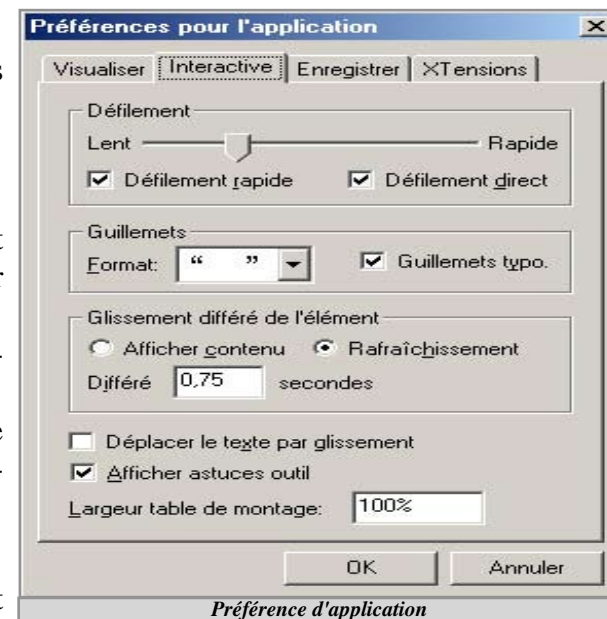 Préférences pour l'application
Visualiser Interactive Enregistrer XTensions
Défilement
Lent Rapide
Défilement rapide Défilement direct
Guillemets
Format: “ ” Guillemets typo.
Glissement différé de l'élément
Afficher contenu Rafraîchissement
Différé 0,75 secondes
Déplacer le texte par glissement
Afficher astuces outil
Largeur table de montage: 100%
OK Annuler
Préférence d'application